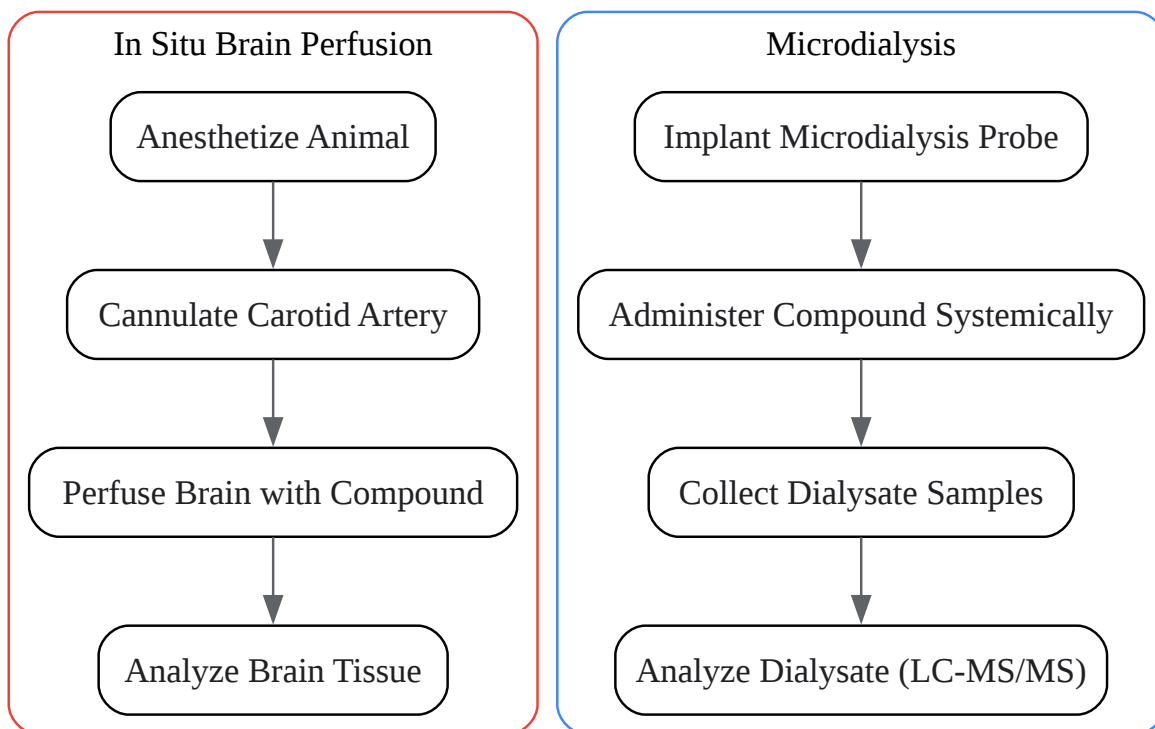 In Situ Brain Perfusion
Anesthetize Animal
Cannulate Carotid Artery
Perfuse Brain with Compound
Analyze Brain Tissue
Microdialysis
Implant Microdialysis Probe
Administer Compound Systemically
Collect Dialysate Samples
Analyze Dialysate (LC-MS/MS)